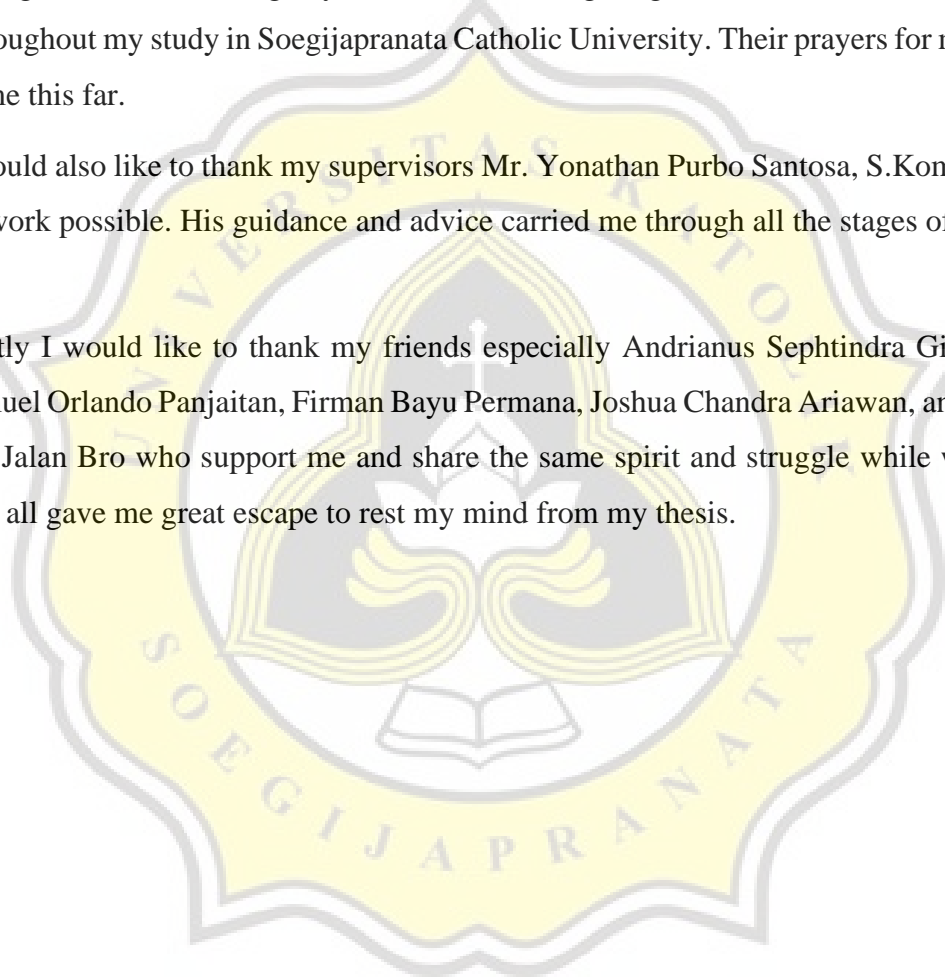 oughout my study in Soegijapranata Catholic University. Their prayers for
ne this far.
ould also like to thank my supervisors Mr. Yonathan Purbo Santosa, S.Kom
work possible. His guidance and advice carried me through all the stages of
tly I would like to thank my friends especially Andrianus Sephtindra Gi
uel Orlando Panjaitan, Firman Bayu Permana, Joshua Chandra Ariawan,
Jalan Bro who support me and share the same spirit and struggle while
all gave me great escape to rest my mind from my thesis.
UNIVERSITAS KATOLIK
SOEGIJAPRANATA